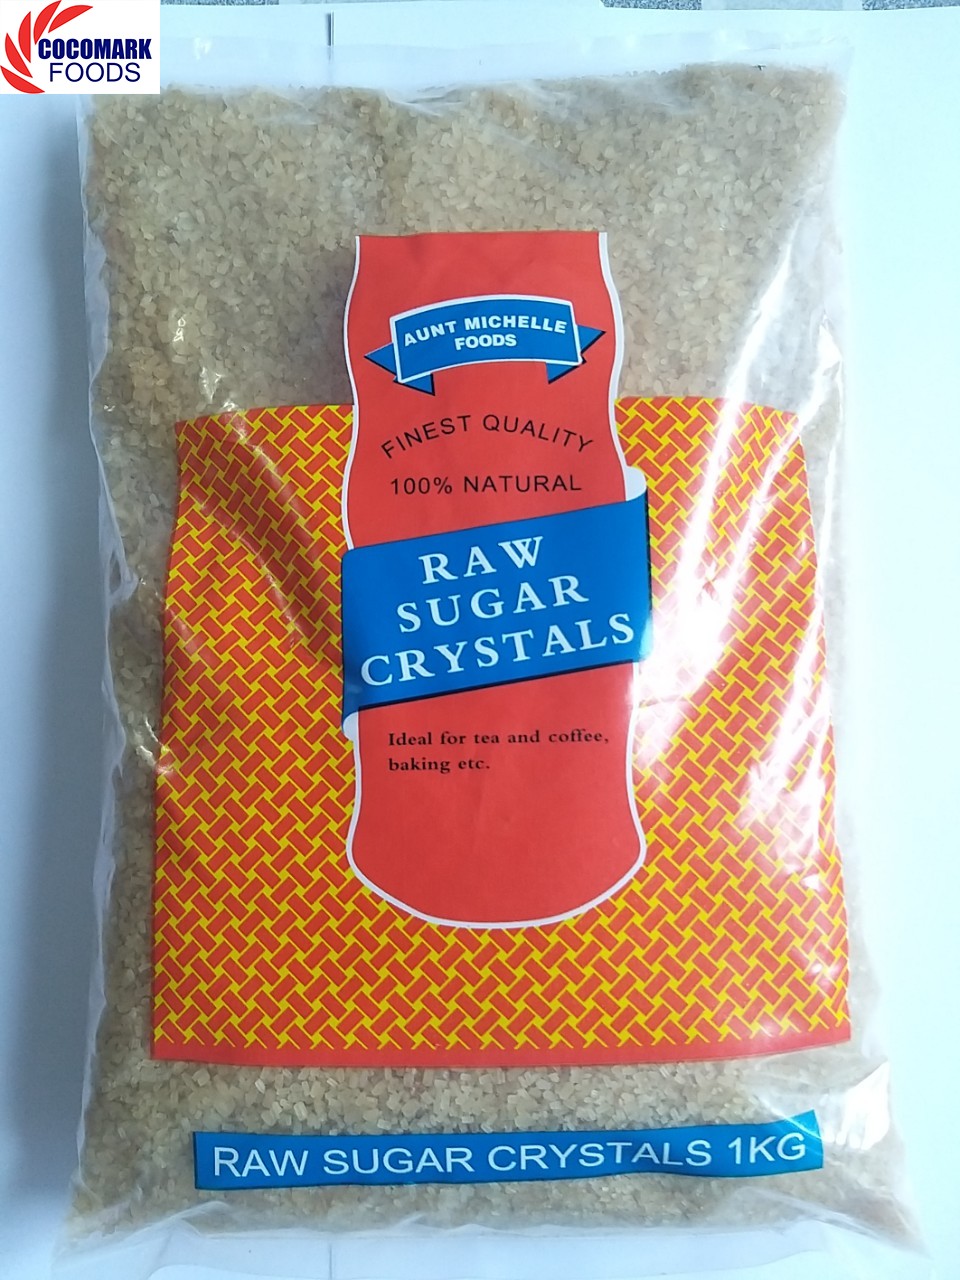 COCOMARK
FOODS
AUNT MICHELLE
FOODS
FINEST QUALITY
100% NATURAL
RAW
SUGAR
CRYSTALS
Ideal for tea and coffee,
baking etc.
RAW SUGAR CRYSTALS 1KG